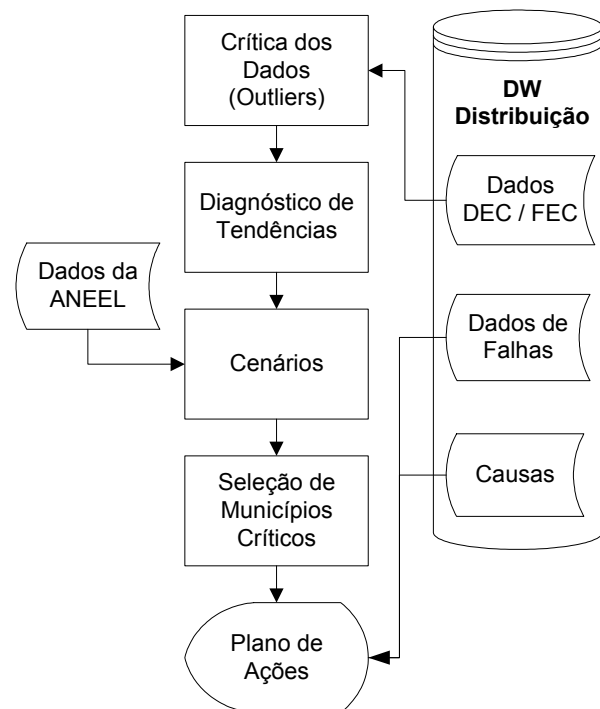 Crítica dos
Dados
(Outliers)
DW
Distribuição
Dados
DEC / FEC
Diagnóstico de
Tendências
Dados da
ANEEL
Cenários
Dados de
Falhas
Seleção de
Municípios
Críticos
Causas
Plano de
Ações